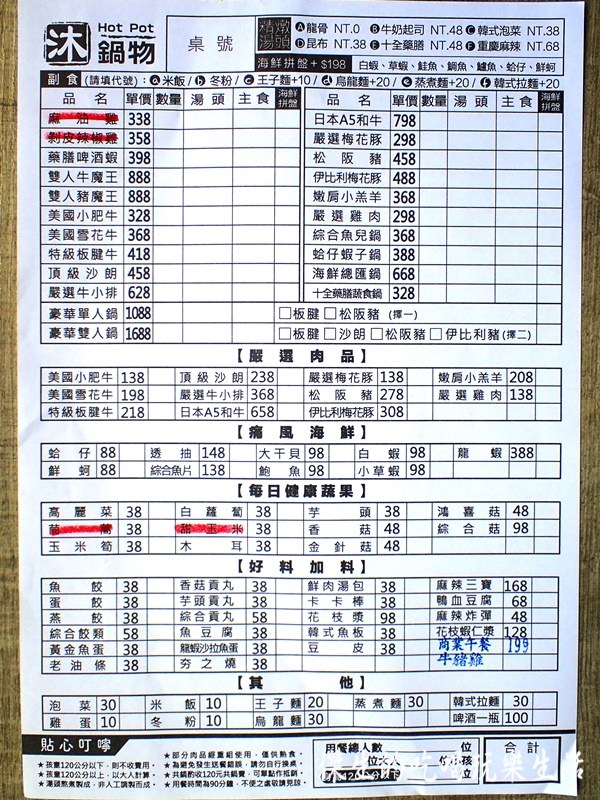 沐 Hot Pot 鍋物
桌號
精燉湯頭
Ⓐ龍骨 NT.0 Ⓑ牛奶起司 NT.48 Ⓒ韓式泡菜 NT.38
Ⓓ昆布 NT.38 Ⓔ十全藥膳 NT.48 Ⓕ重慶麻辣 NT.68
海鮮拼盤+$198 白蝦、草蝦、鮭魚、鯛魚、鱸魚、蛤仔、鮮蚵
副食(請填代號):ⓐ米飯/ⓑ冬粉/ⓒ王子麵+10/ⓓ烏龍麵+20/ⓔ蒸煮麵+20/ⓕ韓式拉麵+20
品名 單價 數量 湯頭 主食 海鮮拼盤 品名 單價 數量 湯頭 主食 海鮮拼盤
麻油雞 338 日本A5和牛 798
剝皮辣椒雞 358 嚴選梅花豚 298
藥膳啤酒蝦 398 松阪豬 458
雙人牛魔王 888 伊比利梅花豚 488
雙人豬魔王 888 嫩肩小羔羊 368
美國小肥牛 328 嚴選雞肉 298
美國雪花牛 368 綜合魚兒鍋 368
特級板腱牛 418 蛤仔蝦子鍋 388
頂級沙朗 458 海鮮總匯鍋 668
嚴選牛小排 628 十全藥膳蔬食鍋 328
豪華單人鍋 1088 □板腱 □松阪豬 (擇一)
豪華雙人鍋 1688 □板腱 □沙朗 □松阪豬 □伊比利豬(擇二)
【嚴選肉品】
美國小肥牛 138 頂級沙朗 238 嚴選梅花豚 138 嫩肩小羔羊 208
美國雪花牛 198 嚴選牛小排 368 松阪豬 278 嚴選雞肉 138
特級板腱牛 218 日本A5和牛 658 伊比利梅花豚 308
【痛風海鮮】
蛤仔 88 透抽 148 大干貝 98 白蝦 98 龍蝦 388
鮮蚵 88 綜合魚片 138 鮑魚 98 小草蝦 98
【每日健康蔬果】
高麗菜 38 白蘿蔔 38 芋頭 38 鴻喜菇 48
茼蒿 38 甜玉米 38 香菇 48 綜合菇 98
玉米筍 38 木耳 38 金針菇 48
【好料加料】
魚餃 38 香菇貢丸 38 鮮肉湯包 38 麻辣三寶 168
蛋餃 38 芋頭貢丸 38 卡卡棒 38 鴨血豆腐 68
燕餃 38 綜合貢丸 58 花枝漿 98 麻辣炸彈 48
綜合餃類 58 魚豆腐 38 韓式魚板 38 花枝蝦仁漿 128
黃金魚蛋 38 龍蝦沙拉魚蛋 38 豆皮 38 商業午餐 199
老油條 38 夯之燒 38 牛豬雞
【其他】
泡菜 30 米飯 10 王子麵 20 蒸煮麵 30 韓式拉麵 30
雞蛋 10 冬粉 10 烏龍麵 30 啤酒一瓶 100
貼心叮嚀
★孩童120公分以下,則不收費用。 ★部分肉品經重組使用,僅供熟食。
★孩童120公分以上,以大人計算。 ★為避免發生送餐錯誤,請勿自行換桌。
★湯頭熬煮製成,非人工調製而成。 ★共鍋酌收120元共鍋費,可單點作抵銷。
★用餐時間為90分鐘,不便之處敬請見諒。
用餐總人數 位 合計